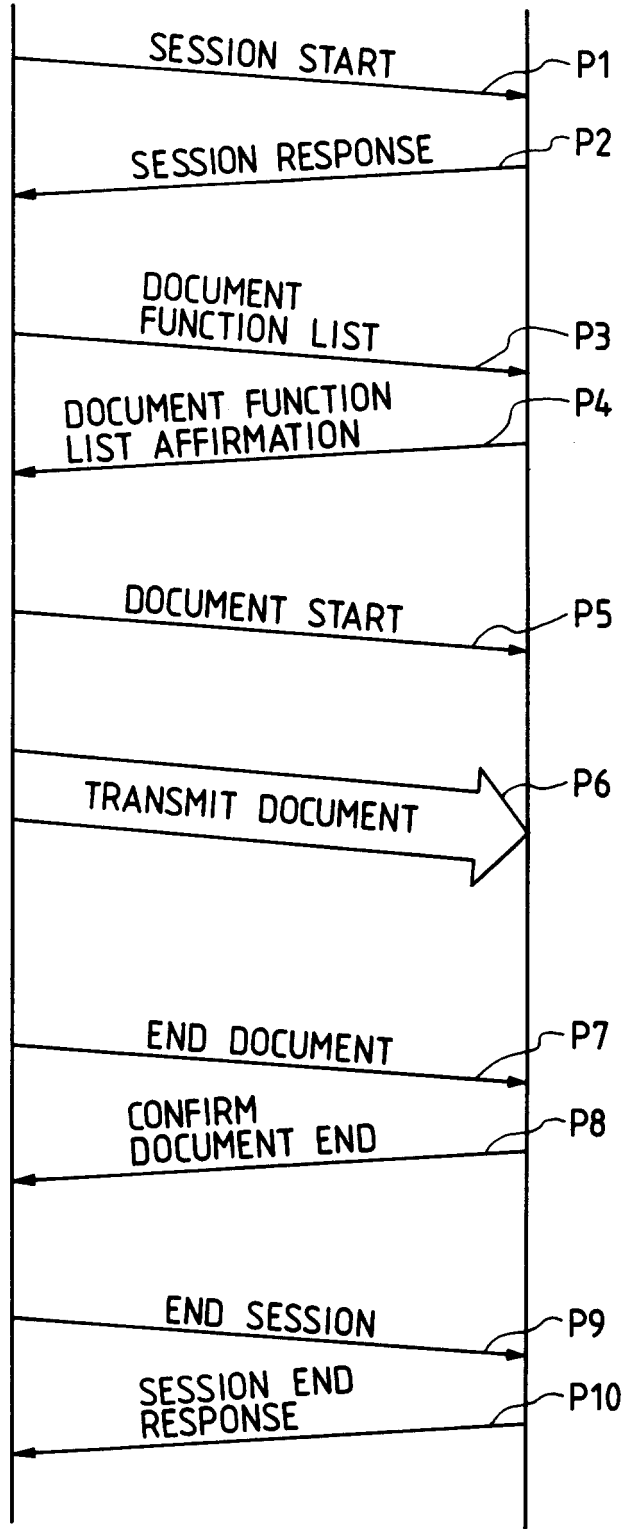 SESSION START
P1
SESSION RESPONSE
P2
DOCUMENT
FUNCTION LIST
P3
DOCUMENT FUNCTION
LIST AFFIRMATION
P4
DOCUMENT START
P5
TRANSMIT DOCUMENT
P6
END DOCUMENT
P7
CONFIRM
DOCUMENT END
P8
END SESSION
P9
SESSION END
RESPONSE
P10